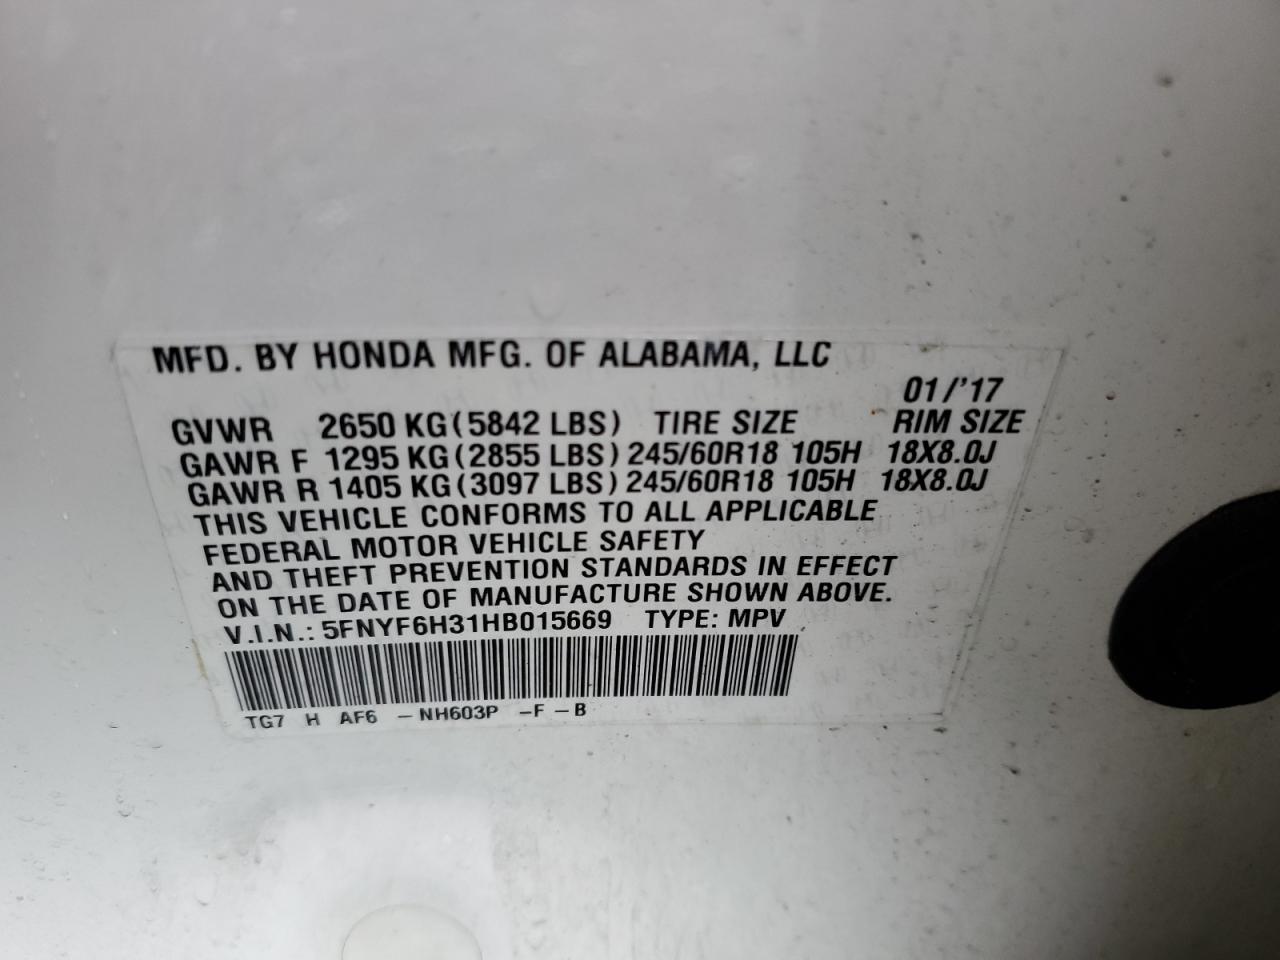 MFD. BY HONDA MFG. OF ALABAMA, LLC
01/'17
GVWR 2650 KG(5842 LBS) TIRE SIZE RIM SIZE
GAWR F 1295 KG(2855 LBS) 245/60R18 105H 18X8.0J
GAWR R 1405 KG(3097 LBS) 245/60R18 105H 18X8.0J
THIS VEHICLE CONFORMS TO ALL APPLICABLE
FEDERAL MOTOR VEHICLE SAFETY
AND THEFT PREVENTION STANDARDS IN EFFECT
ON THE DATE OF MANUFACTURE SHOWN ABOVE.
V.I.N.: 5FNYF6H31HB015669 TYPE: MPV
TG7 H AF6 -NH603P -F-B